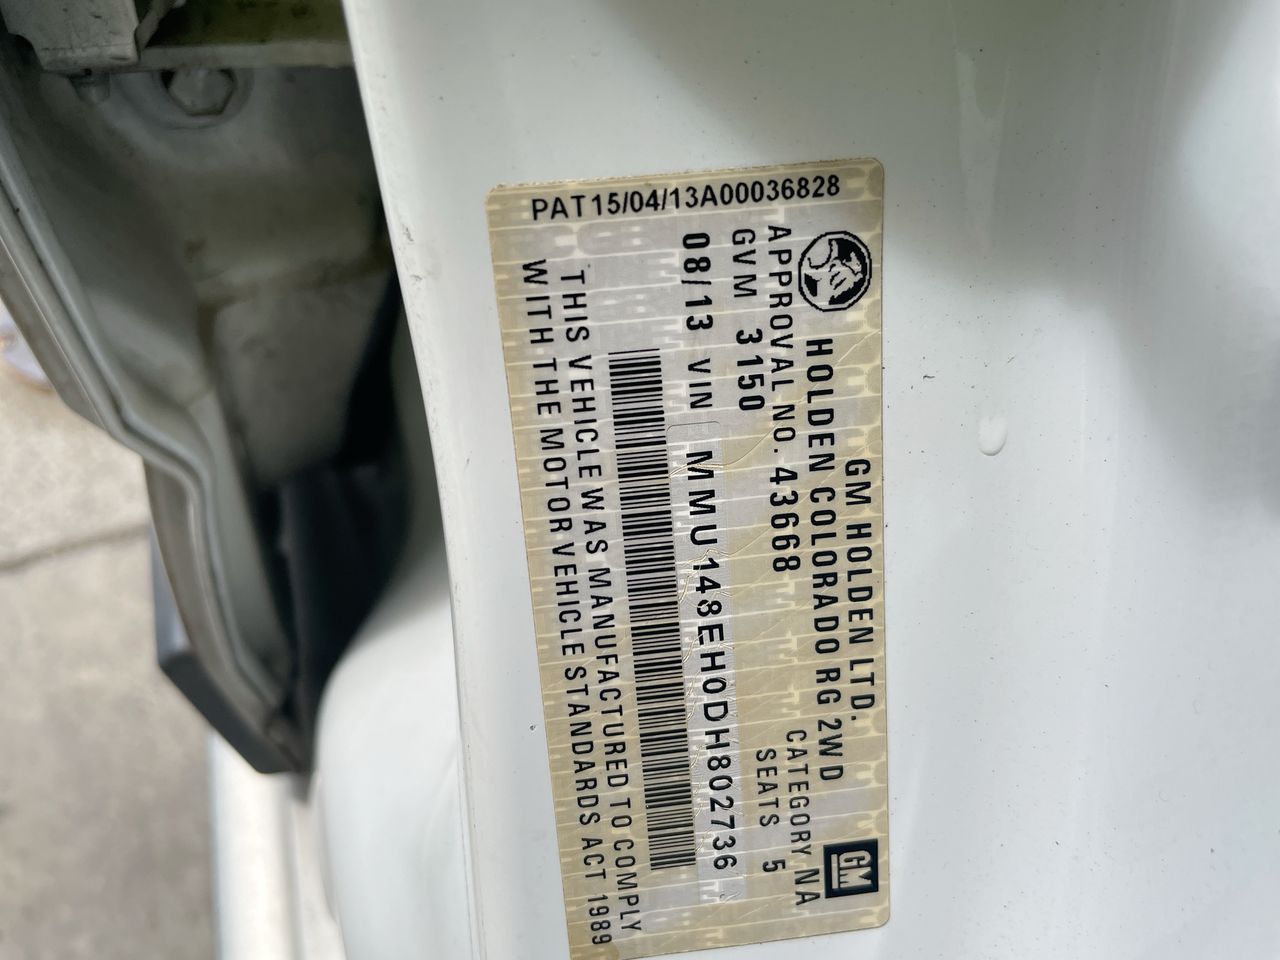 PAT15/04/13A00036828
GM HOLDEN LTD.
HOLDEN COLORADO RG 2WD
APPROVAL NO. 43668 CATEGORY NA
GVM 3150 SEATS 5
08/13 VIN MMU148EH0DH802736
THIS VEHICLE WAS MANUFACTURED TO COMPLY
WITH THE MOTOR VEHICLE STANDARDS ACT 1989
GM